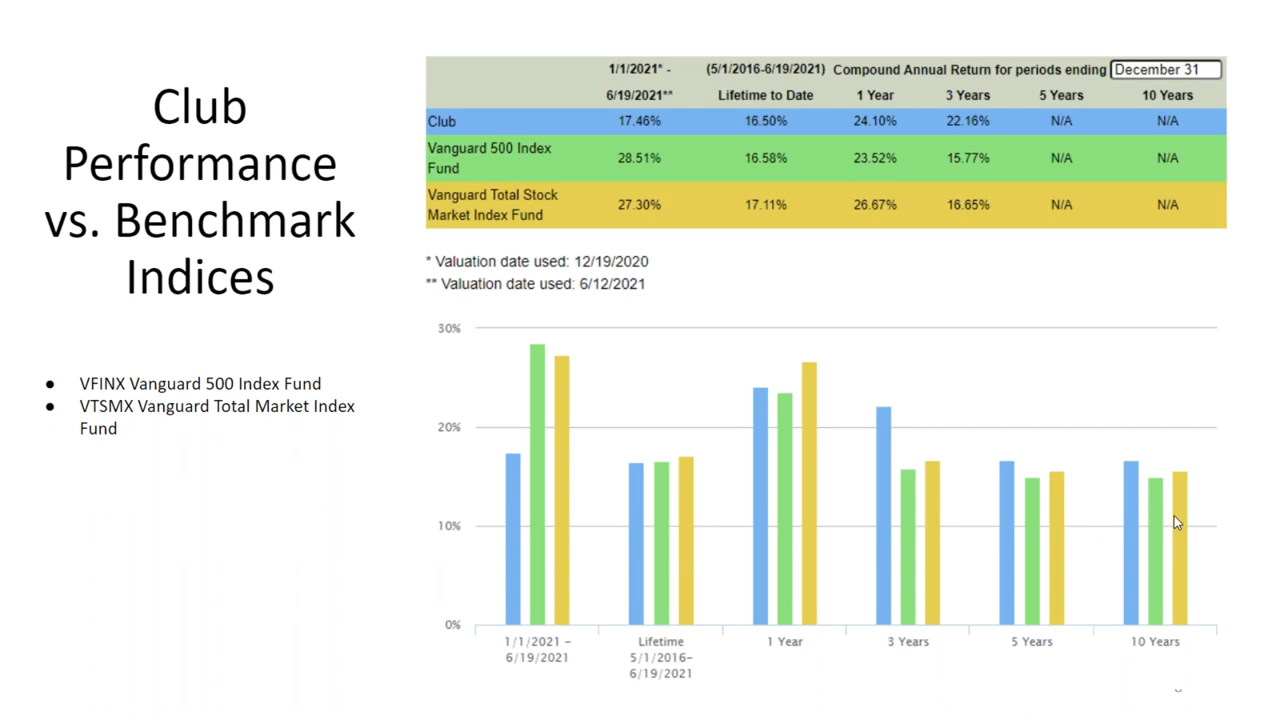 Club
Performance
vs. Benchmark
Indices
● VFINX Vanguard 500 Index Fund
● VTSMX Vanguard Total Market Index
Fund
1/1/2021* - (5/1/2016-6/19/2021) Compound Annual Return for periods ending December 31
6/19/2021** Lifetime to Date 1 Year 3 Years 5 Years 10 Years
Club 17.46% 16.50% 24.10% 22.16% N/A N/A
Vanguard 500 Index
Fund 28.51% 16.58% 23.52% 15.77% N/A N/A
Vanguard Total Stock
Market Index Fund 27.30% 17.11% 26.67% 16.65% N/A N/A
* Valuation date used: 12/19/2020
** Valuation date used: 6/12/2021
30%
20%
10%
0%
1/1/2021 – 6/19/2021
Lifetime 5/1/2016– 6/19/2021
1 Year
3 Years
5 Years
10 Years